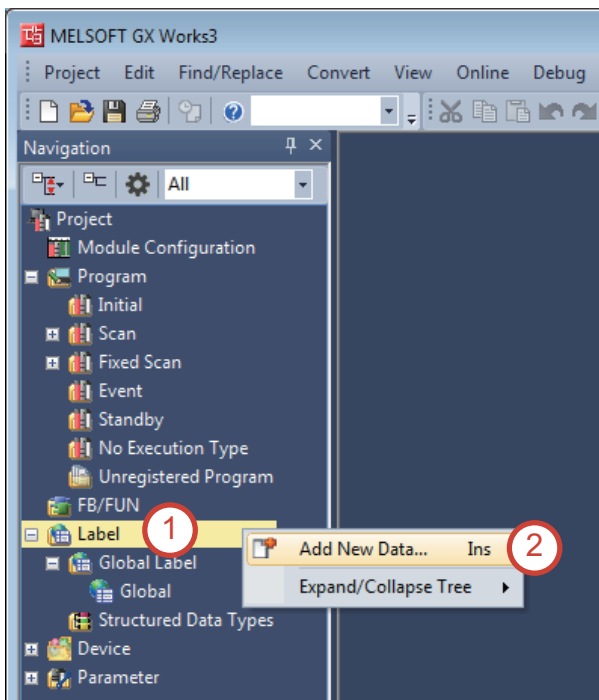 MELSOFT GX Works3
Project Edit Find/Replace Convert View Online Debug
Navigation
All
Project
Module Configuration
Program
Initial
Scan
Fixed Scan
Event
Standby
No Execution Type
Unregistered Program
FB/FUN
Label 1
Add New Data... Ins 2
Global Label
Expand/Collapse Tree
Global
Structured Data Types
Device
Parameter